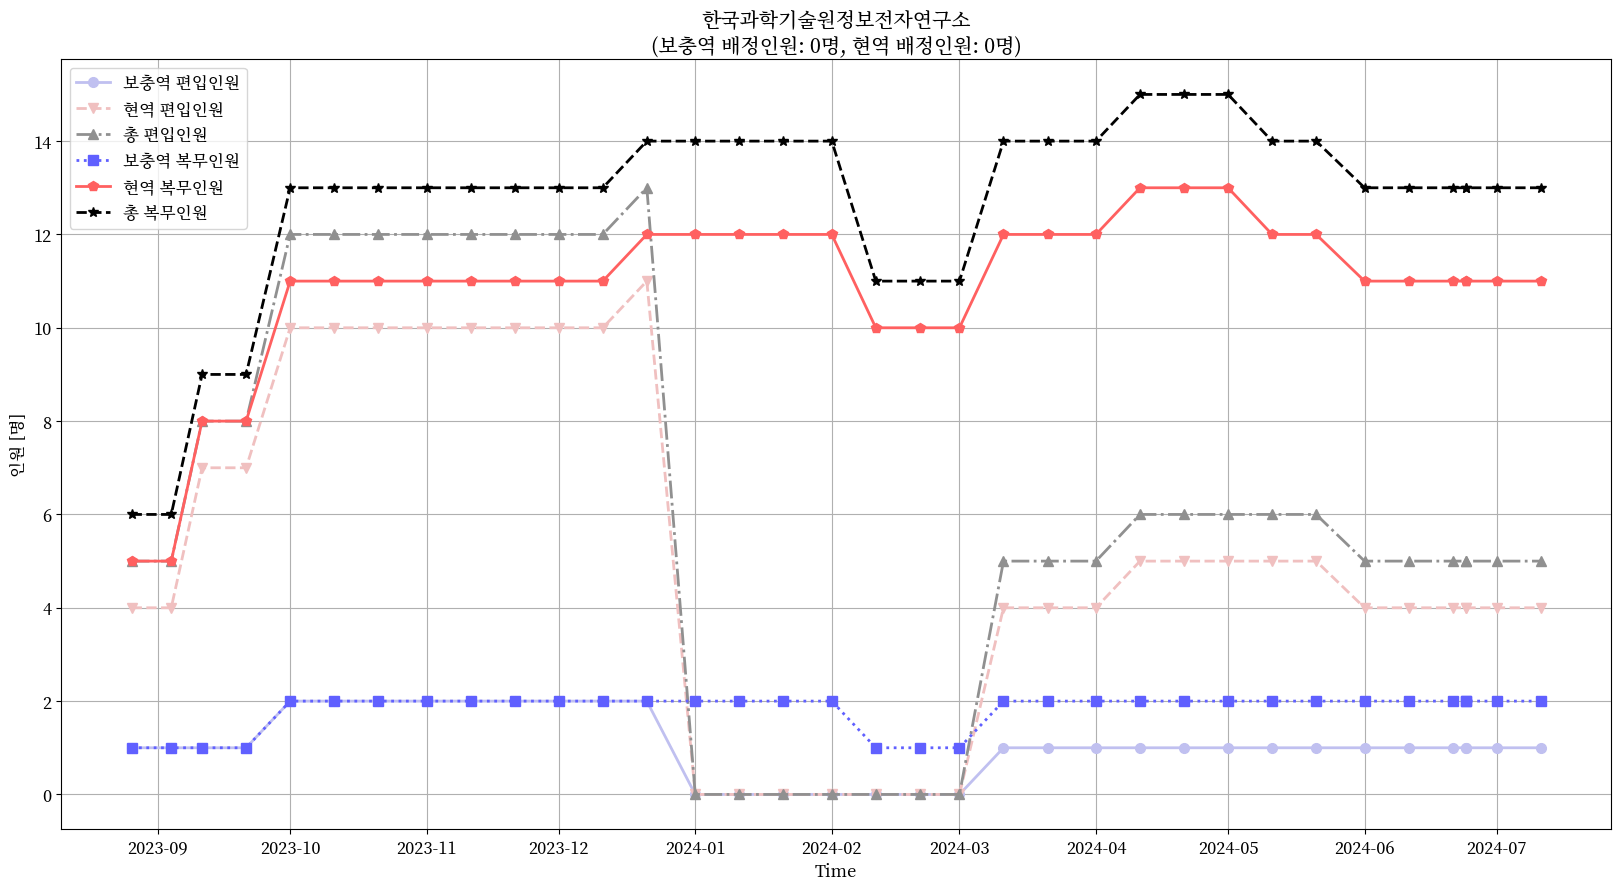 한국과학기술원정보전자연구소
(보충역 배정인원: 0명, 현역 배정인원: 0명)
보충역 편입인원
현역 편입인원
총 편입인원
보충역 복무인원
현역 복무인원
총 복무인원
인원 [명]
14
12
10
8
6
4
2
0
2023-09 2023-10 2023-11 2023-12 2024-01 2024-02 2024-03 2024-04 2024-05 2024-06 2024-07
Time